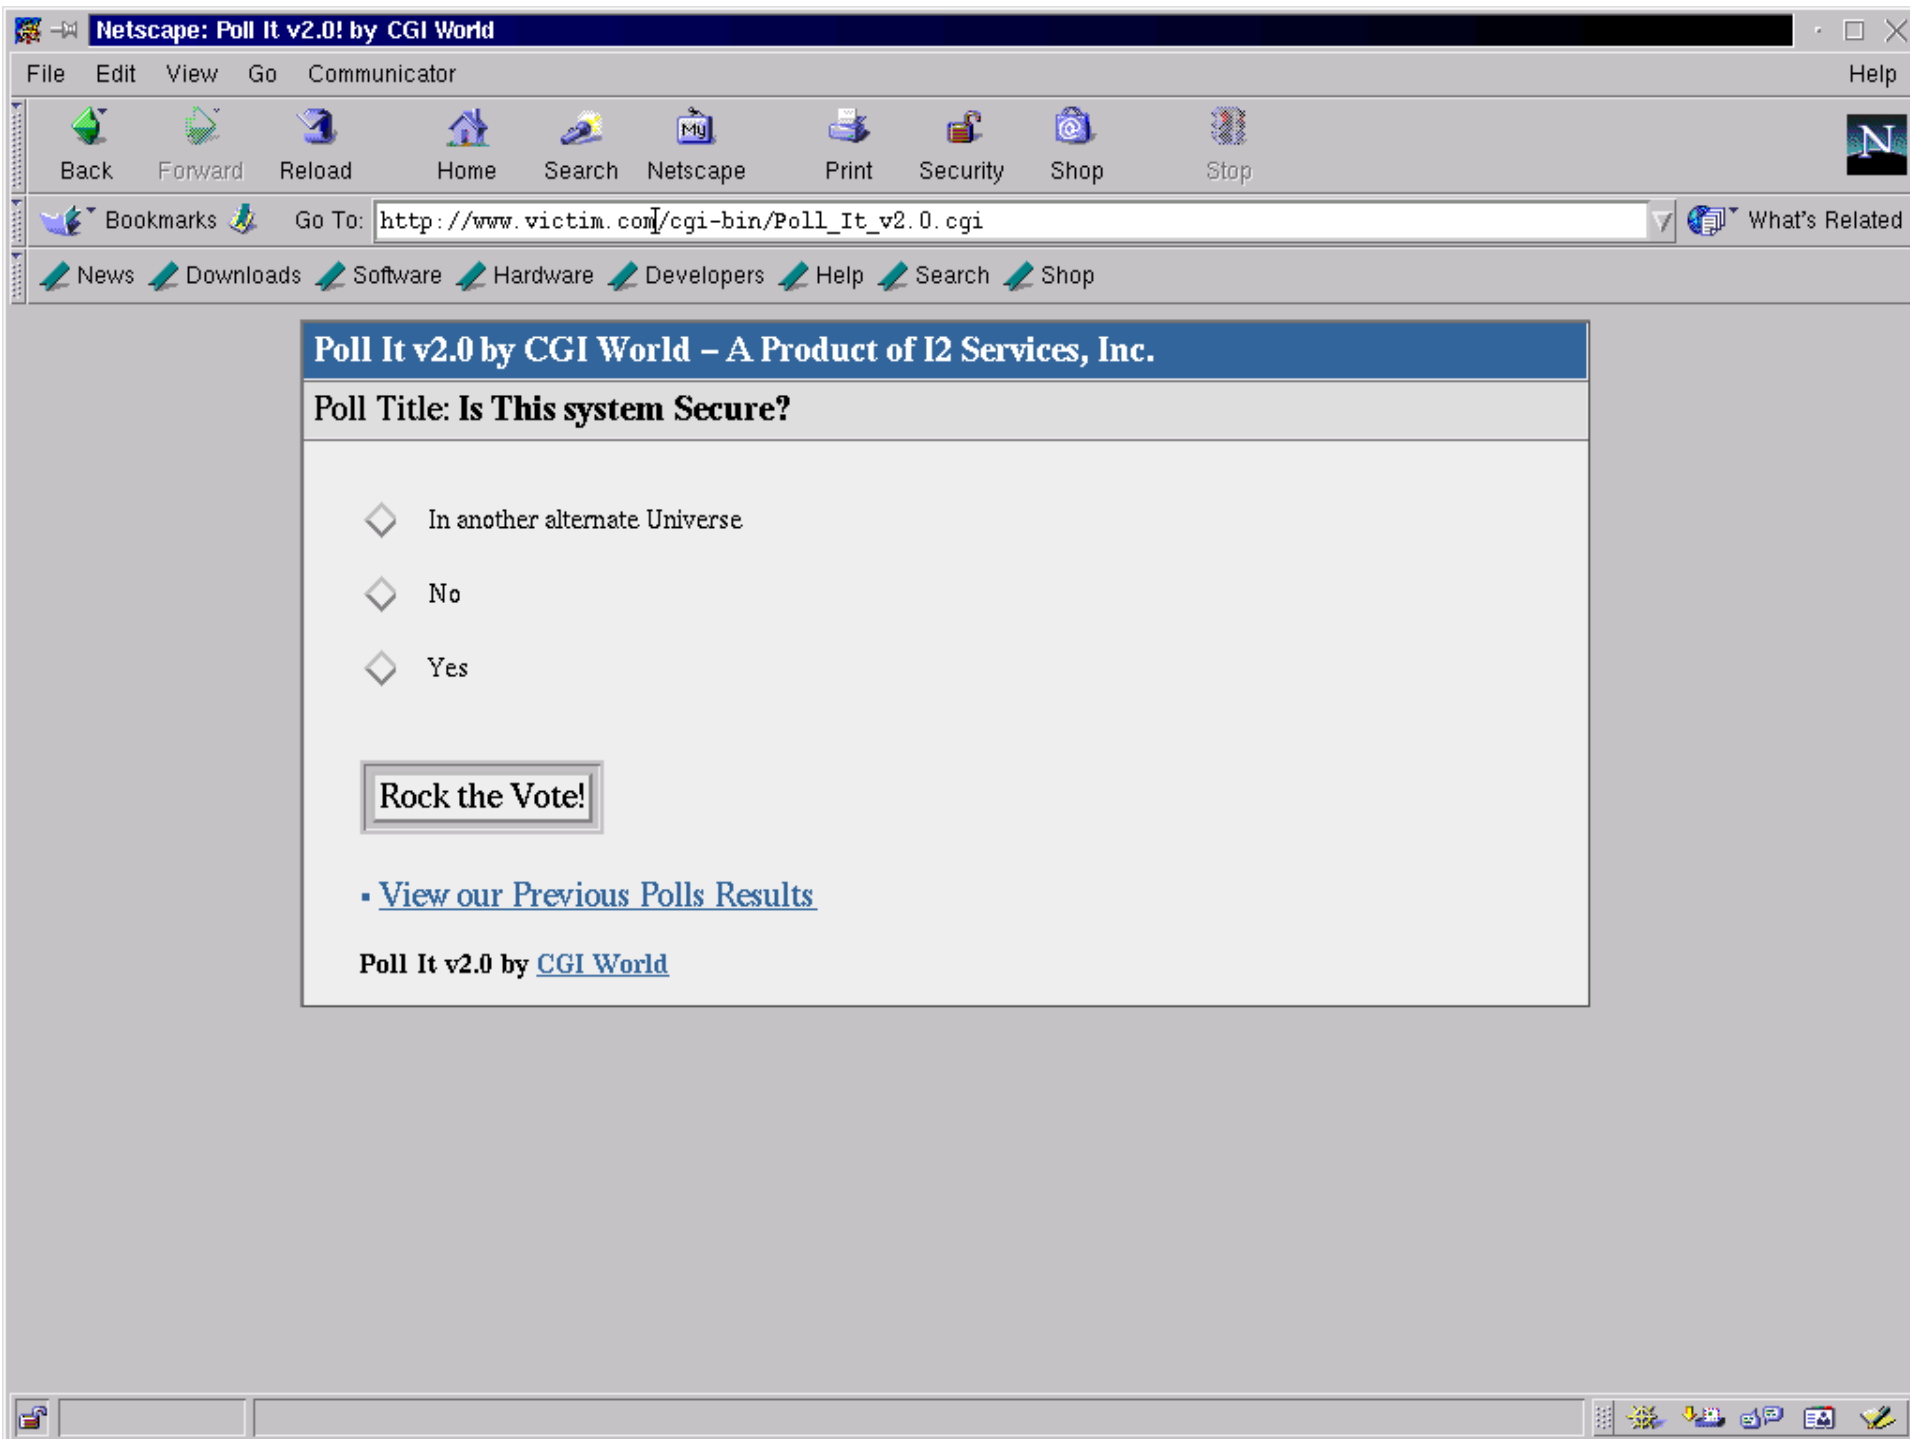 Netscape: Poll It v2.0! by CGI World
File Edit View Go Communicator Help
Back Forward Reload Home Search Netscape Print Security Shop Stop
My
N
Bookmarks Go To: http://www.victim.com/cgi-bin/Poll_It_v2.0.cgi What's Related
News Downloads Software Hardware Developers Help Search Shop
Poll It v2.0 by CGI World – A Product of I2 Services, Inc.
Poll Title: Is This system Secure?
In another alternate Universe
No
Yes
Rock the Vote!
View our Previous Polls Results
Poll It v2.0 by CGI World